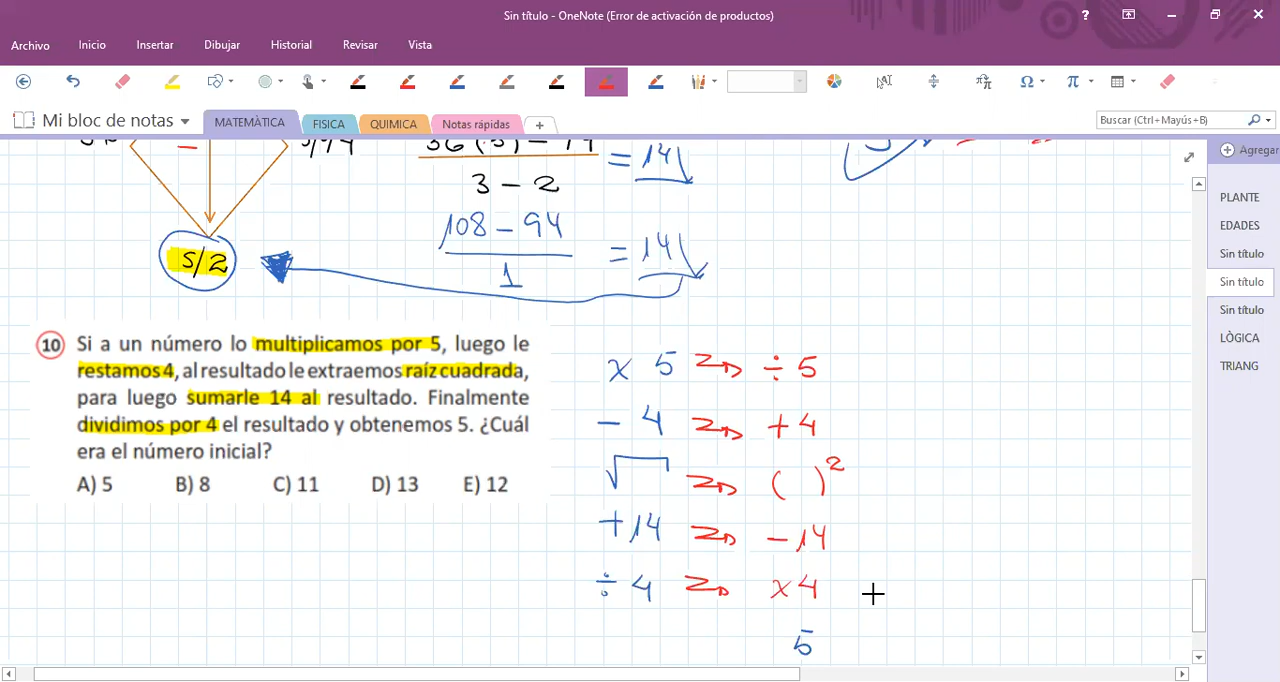 Sin título - OneNote (Error de activación de productos)
Archivo Inicio Insertar Dibujar Historial Revisar Vista
Mi bloc de notas MATEMÀTICA FISICA QUIMICA Notas rápidas
Buscar (Ctrl+Mayús+B)
Agregar
PLANTE
EDADES
Sin título
Sin título
Sin título
LÒGICA
TRIANG
= 14
3 - 2
108 - 94
1
= 14
5/2
10 Si a un número lo multiplicamos por 5, luego le
restamos 4, al resultado le extraemos raíz cuadrada,
para luego sumarle 14 al resultado. Finalmente
dividimos por 4 el resultado y obtenemos 5. ¿Cuál
era el número inicial?
A) 5 B) 8 C) 11 D) 13 E) 12
x 5 ÷ 5
- 4 + 4
√ ( )²
+14 - 14
÷ 4 x 4
5